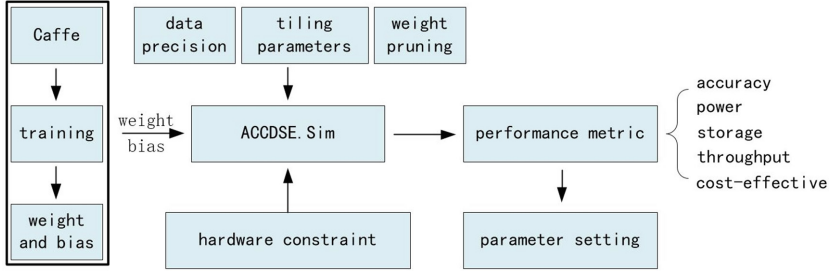 Caffe
training
weight
and bias
weight
bias
data
precision
tiling
parameters
weight
pruning
ACCDSE.Sim
hardware constraint
performance metric
parameter setting
accuracy
power
storage
throughput
cost-effective